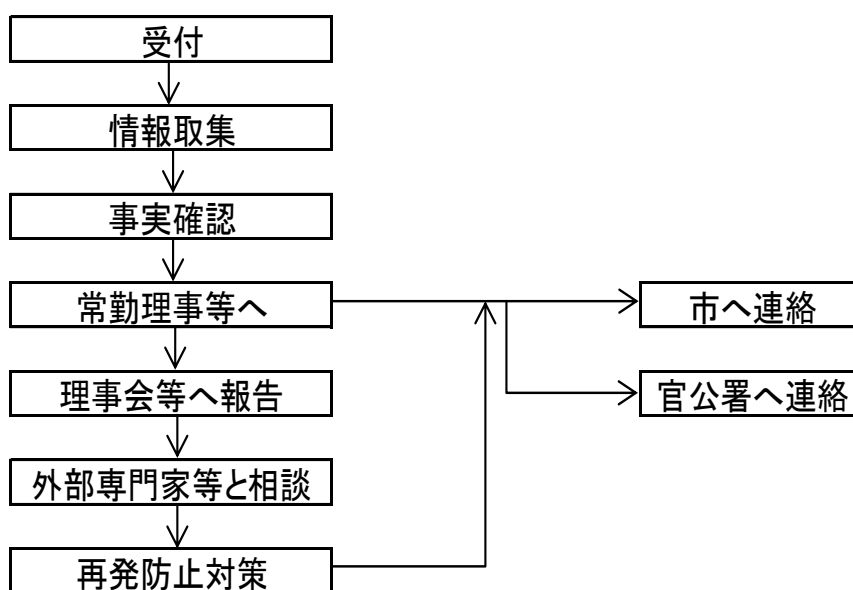 受付
情報取集
事実確認
常勤理事等へ
市へ連絡
理事会等へ報告
官公署へ連絡
外部専門家等と相談
再発防止対策